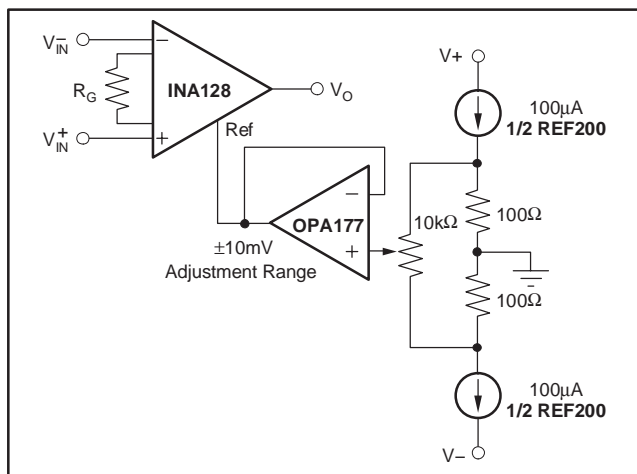 V−IN
RG
V+IN
INA128
VO
Ref
V+
100μA
1/2 REF200
OPA177
10kΩ
100Ω
±10mV
Adjustment Range
100Ω
100μA
1/2 REF200
V−